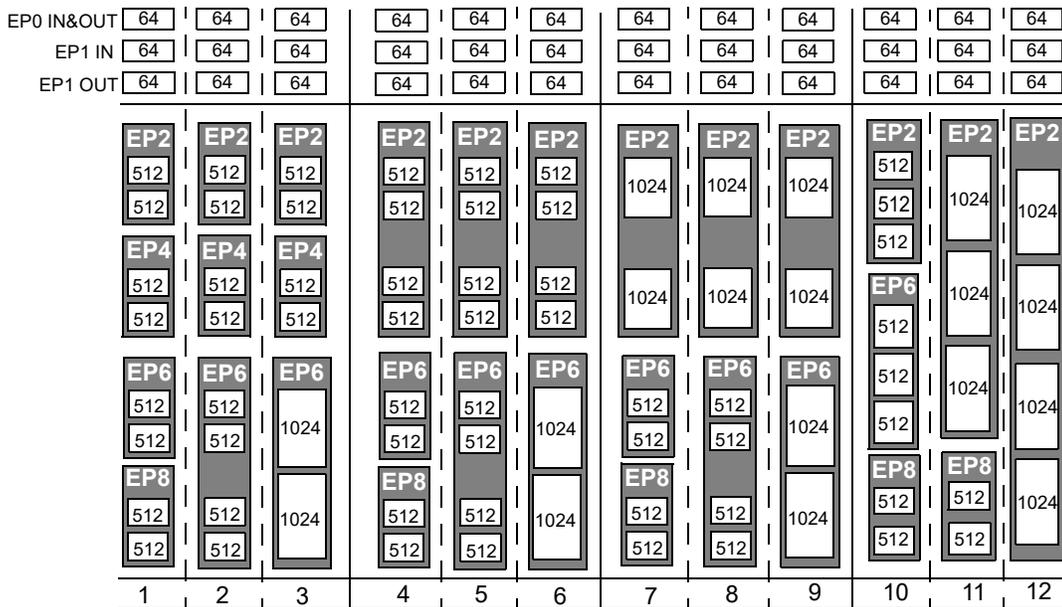 EP0 IN&OUT 64 64 64 64 64 64 64 64 64 64 64 64
EP1 IN 64 64 64 64 64 64 64 64 64 64 64 64
EP1 OUT 64 64 64 64 64 64 64 64 64 64 64 64
EP2 EP2 EP2 EP2 EP2 EP2 EP2 EP2 EP2 EP2 EP2 EP2
512 512 512 512 512 512 1024 1024 1024 512 1024 1024
512 512 512 512 512 512 512
EP4 EP4 EP4 512
512 512 512 512 512 512 1024 1024 1024 EP6 1024 1024
512 512 512 512 512 512 512
EP6 EP6 EP6 EP6 EP6 EP6 EP6 EP6 EP6 512 1024 1024
512 512 1024 512 512 1024 512 512 1024 512
512 512 512 512 512 512
EP8 EP8 EP8 EP8 EP8
512 512 1024 512 512 1024 512 512 1024 512 512 1024
512 512 512 512 512 512 512 512
1 2 3 4 5 6 7 8 9 10 11 12